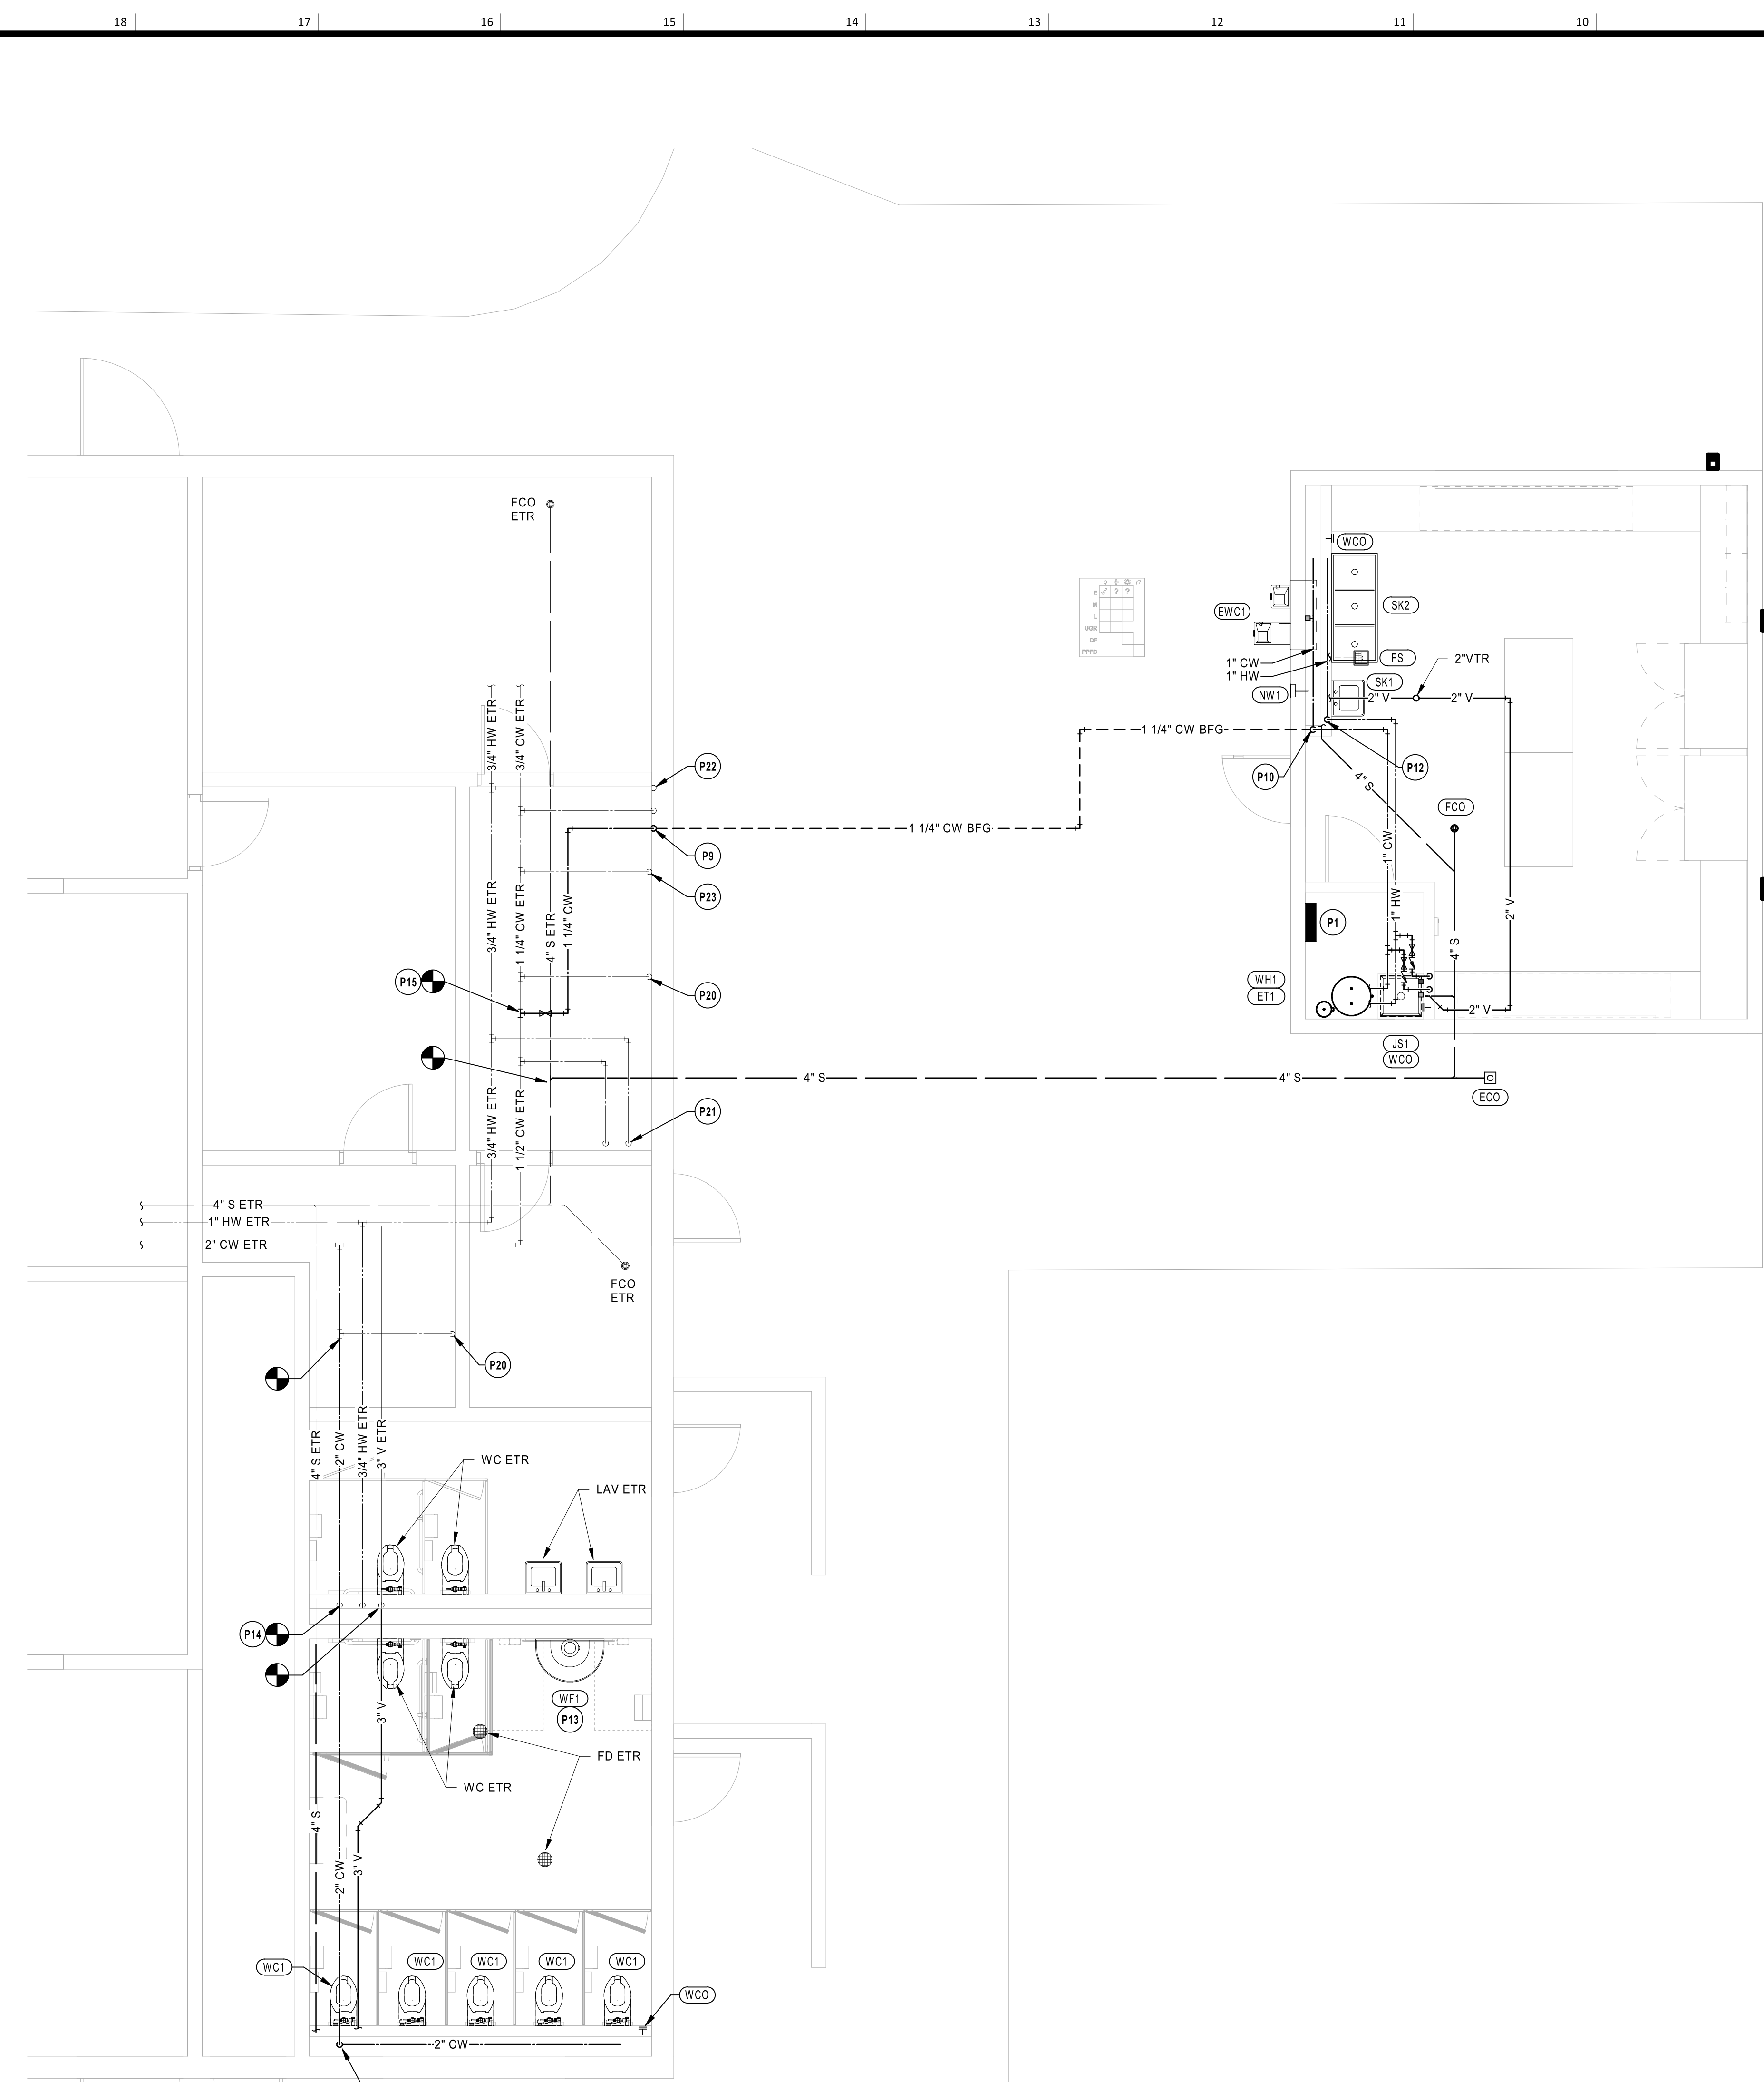 18 17 16 15 14 13 12 11 10
FCO
ETR
WCO
E ? ?
M
L
UGR
DF
PPFD
EWC1
SK2
1" CW
1" HW
FS
2"VTR
SK1
NW1
2" V
2" V
3/4" HW ETR
3/4" CW ETR
1 1/4" CW BFG
P22
P10
P12
4" S
FCO
1 1/4" CW BFG
P9
1" CW
P23
3/4" HW ETR
1 1/4" CW ETR
4" S ETR
1 1/4" CW
1" HW
P1
2" V
4" S
P15
P20
WH1
ET1
2" V
JS1
WCO
4" S
4" S
ECO
3/4" HW ETR
1 1/2" CW ETR
P21
4" S ETR
1" HW ETR
2" CW ETR
FCO
ETR
P20
4" S ETR
2" CW
3/4" HW ETR
3" V ETR
WC ETR
LAV ETR
P14
WF1
P13
3" V
FD ETR
WC ETR
4" S
2" CW
3" V
WC1
WC1
WC1
WC1
WC1
WCO
2" CW